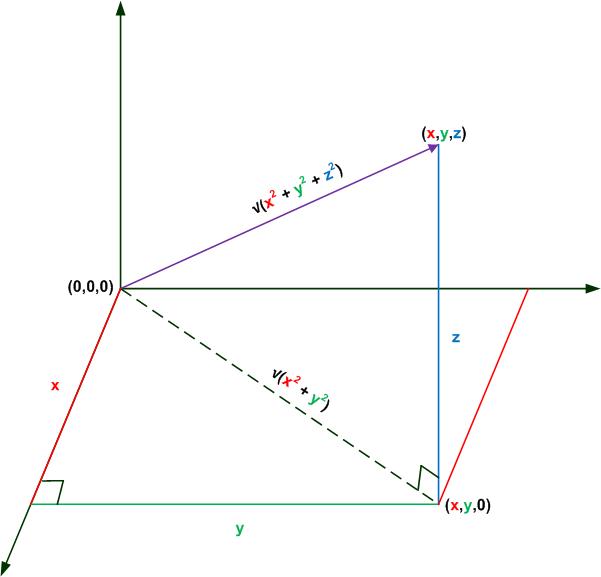 (x,y,z)
√(x² + y² + z²)
(0,0,0)
z
x
√(x² + y²)
(x,y,0)
y